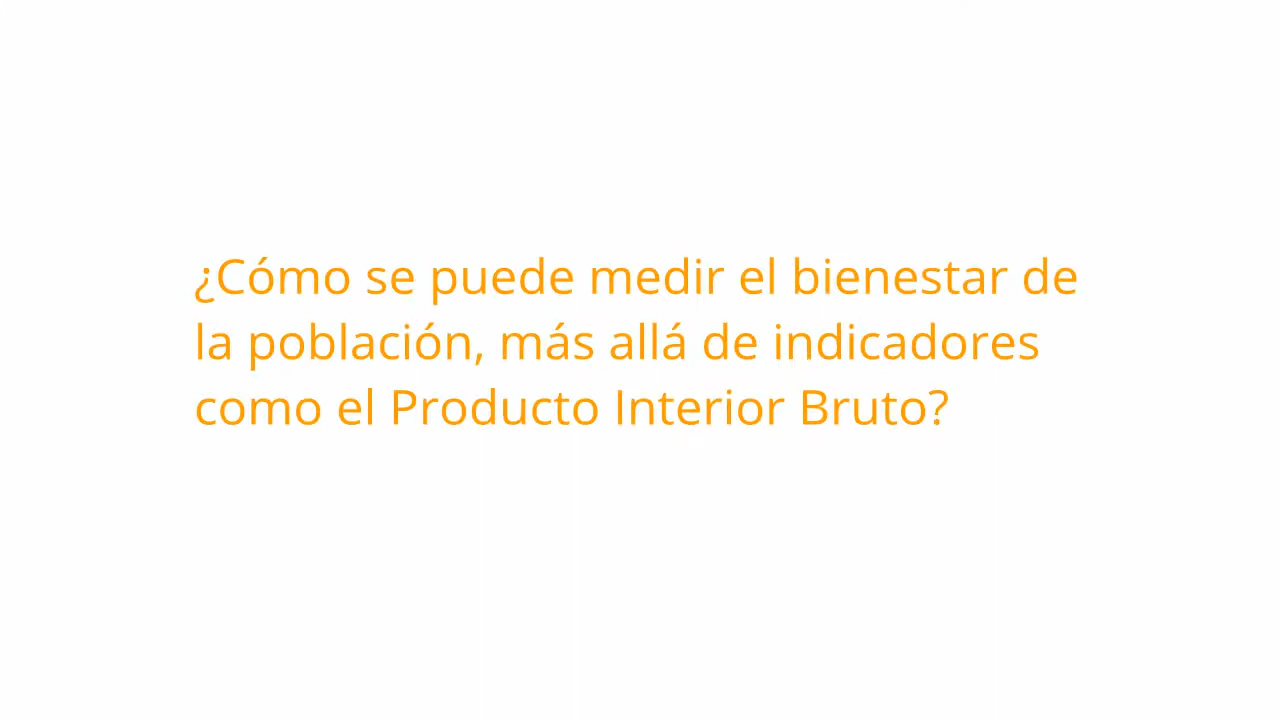 ¿Cómo se puede medir el bienestar de
la población, más allá de indicadores
como el Producto Interior Bruto?